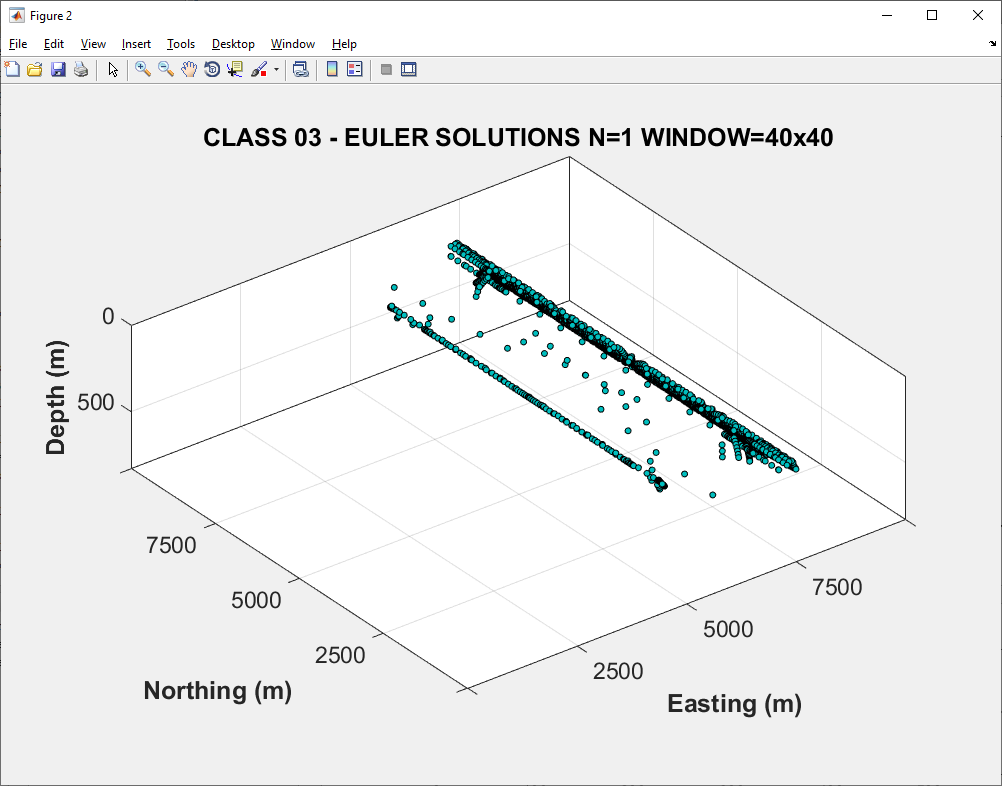 Figure 2
File Edit View Insert Tools Desktop Window Help
CLASS 03 - EULER SOLUTIONS N=1 WINDOW=40x40
0
500
Depth (m)
7500
5000
2500
Northing (m)
2500
5000
7500
Easting (m)